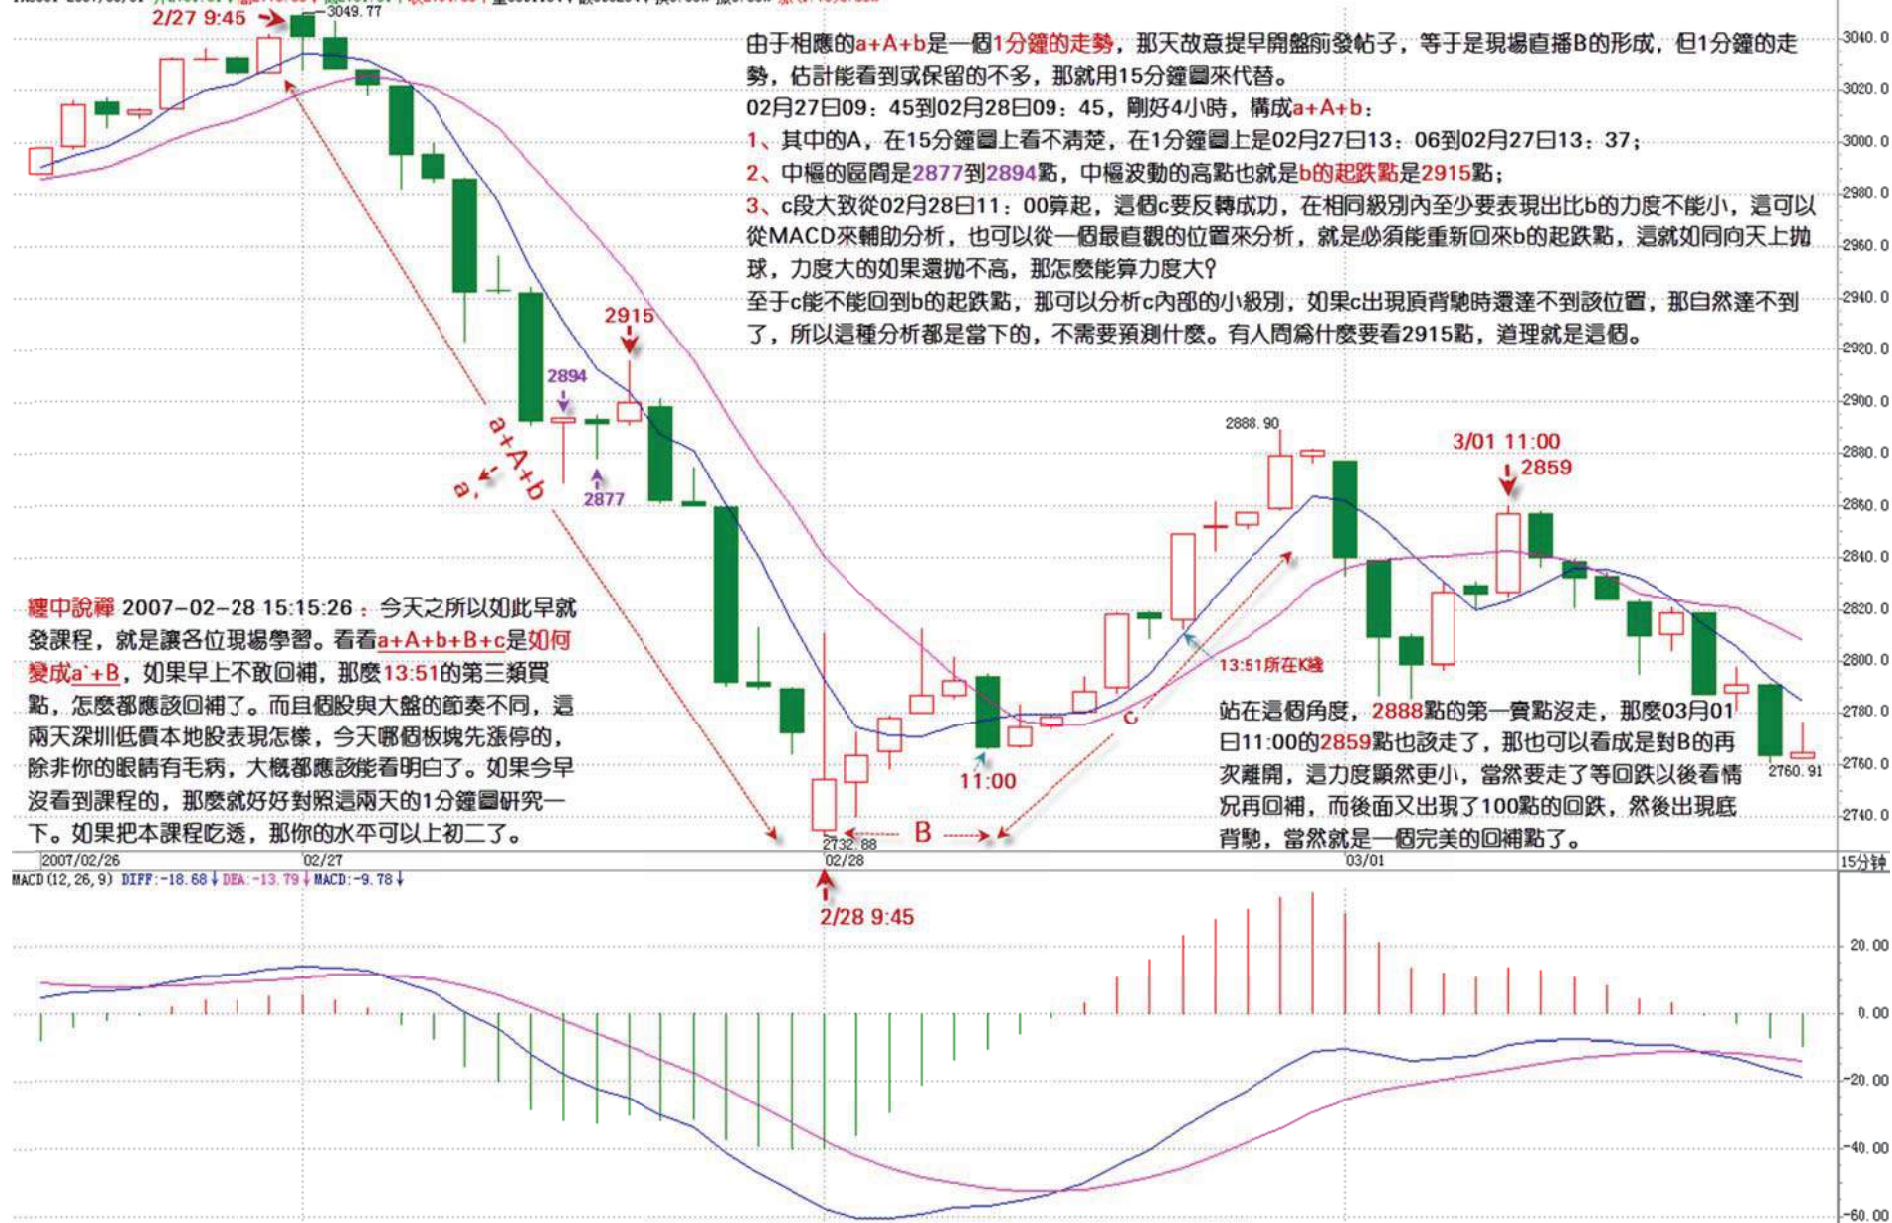 2/27 9:45
3049.77
由于相應的a+A+b是一個1分鐘的走勢，那天故意提早開盤前發帖子，等于是現場直播B的形成，但1分鐘的走
勢，估計能看到或保留的不多，那就用15分鐘圖來代替。
02月27日09：45到02月28日09：45，剛好4小時，構成a+A+b：
1、其中的A，在15分鐘圖上看不清楚，在1分鐘圖上是02月27日13：06到02月27日13：37；
2、中樞的區間是2877到2894點，中樞波動的高點也就是b的起跌點是2915點；
3、c段大致從02月28日11：00算起，這個c要反轉成功，在相同級別內至少要表現出比b的力度不能小，這可以
從MACD來輔助分析，也可以從一個最直觀的位置來分析，就是必須能重新回來b的起跌點，這就如同向天上拋
球，力度大的如果還拋不高，那怎麼能算力度大？
至于c能不能回到b的起跌點，那可以分析c內部的小級別，如果c出現頂背馳時還達不到該位置，那自然達不到
了，所以這種分析都是當下的，不需要預測什麼。有人問爲什麼要看2915點，道理就是這個。
2915
2894
2877
a+A+b
a`
2888.90
3/01 11:00
2859
13:51所在K綫
c
11:00
B
2732.88
2760.91
纏中說禪 2007-02-28 15:15:26 ：今天之所以如此早就
發課程，就是讓各位現場學習。看看a+A+b+B+c是如何
變成a`+B，如果早上不敢回補，那麼13:51的第三類買
點，怎麼都應該回補了。而且個股與大盤的節奏不同，這
兩天深圳低價本地股表現怎樣，今天哪個板塊先漲停的，
除非你的眼睛有毛病，大概都應該能看明白了。如果今早
沒看到課程的，那麼就好好對照這兩天的1分鐘圖研究一
下。如果把本課程吃透，那你的水平可以上初二了。
站在這個角度，2888點的第一賣點沒走，那麼03月01
日11:00的2859點也該走了，那也可以看成是對B的再
次離開，這力度顯然更小，當然要走了等回跌以後看情
況再回補，而後面又出現了100點的回跌，然後出現底
背馳，當然就是一個完美的回補點了。
3040.0
3020.0
3000.0
2980.0
2960.0
2940.0
2920.0
2900.0
2880.0
2860.0
2840.0
2820.0
2800.0
2780.0
2760.0
2740.0
2007/02/26 02/27 02/28 03/01 15分钟
MACD(12,26,9) DIFF:-18.68↓ DEA:-13.79↓ MACD:-9.78↓
2/28 9:45
20.00
0.00
-20.00
-40.00
-60.00